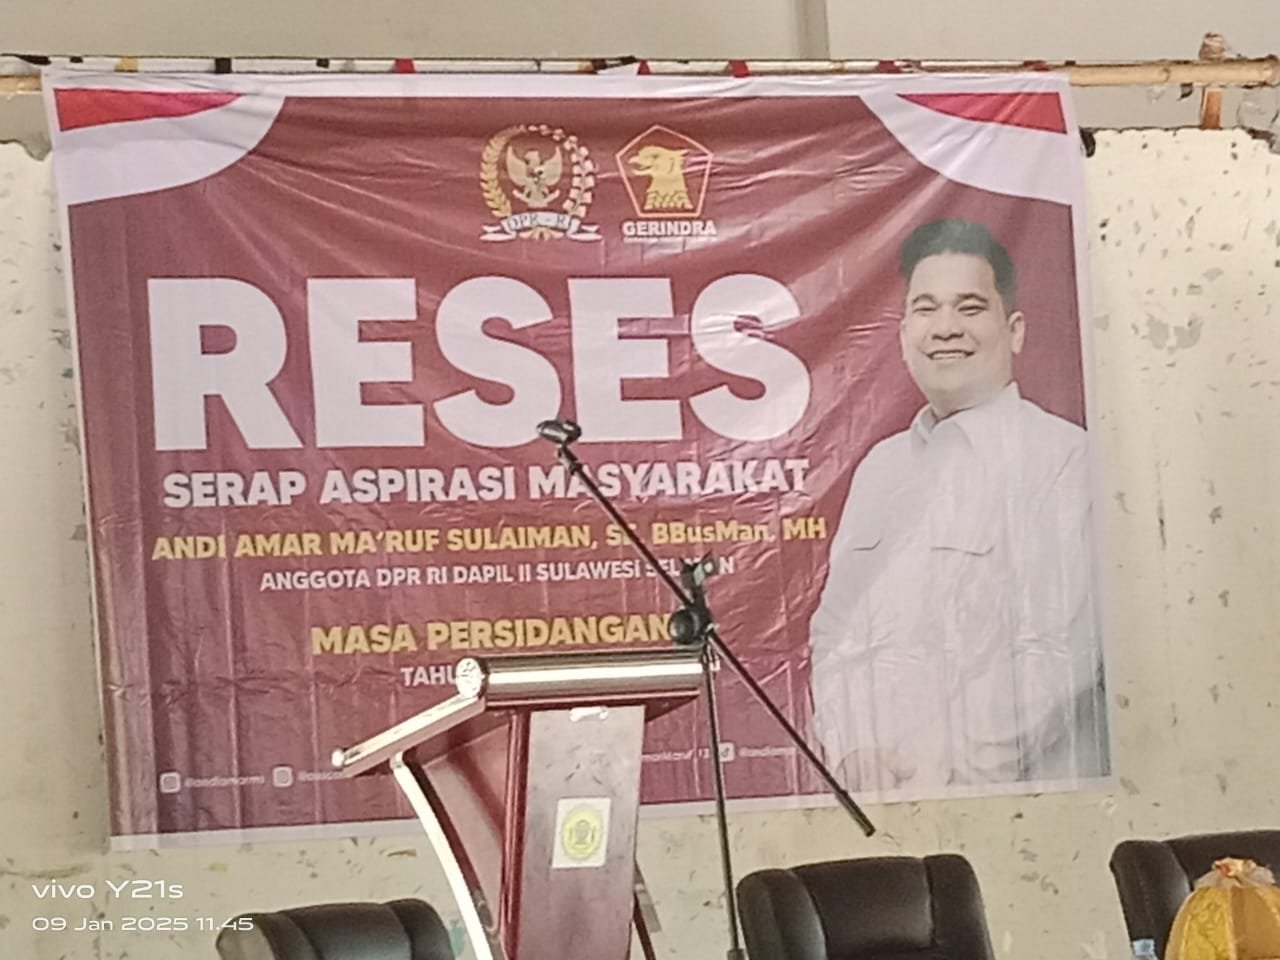 DPR - RI
GERINDRA
RESES
SERAP ASPIRASI MASYARAKAT
ANDI AMAR MA'RUF SULAIMAN, SE, BBusMan, MH
ANGGOTA DPR RI DAPIL II SULAWESI
MASA PERSIDANGAN
@andiamarms
vivo Y21s
09 Jan 2025 11.45